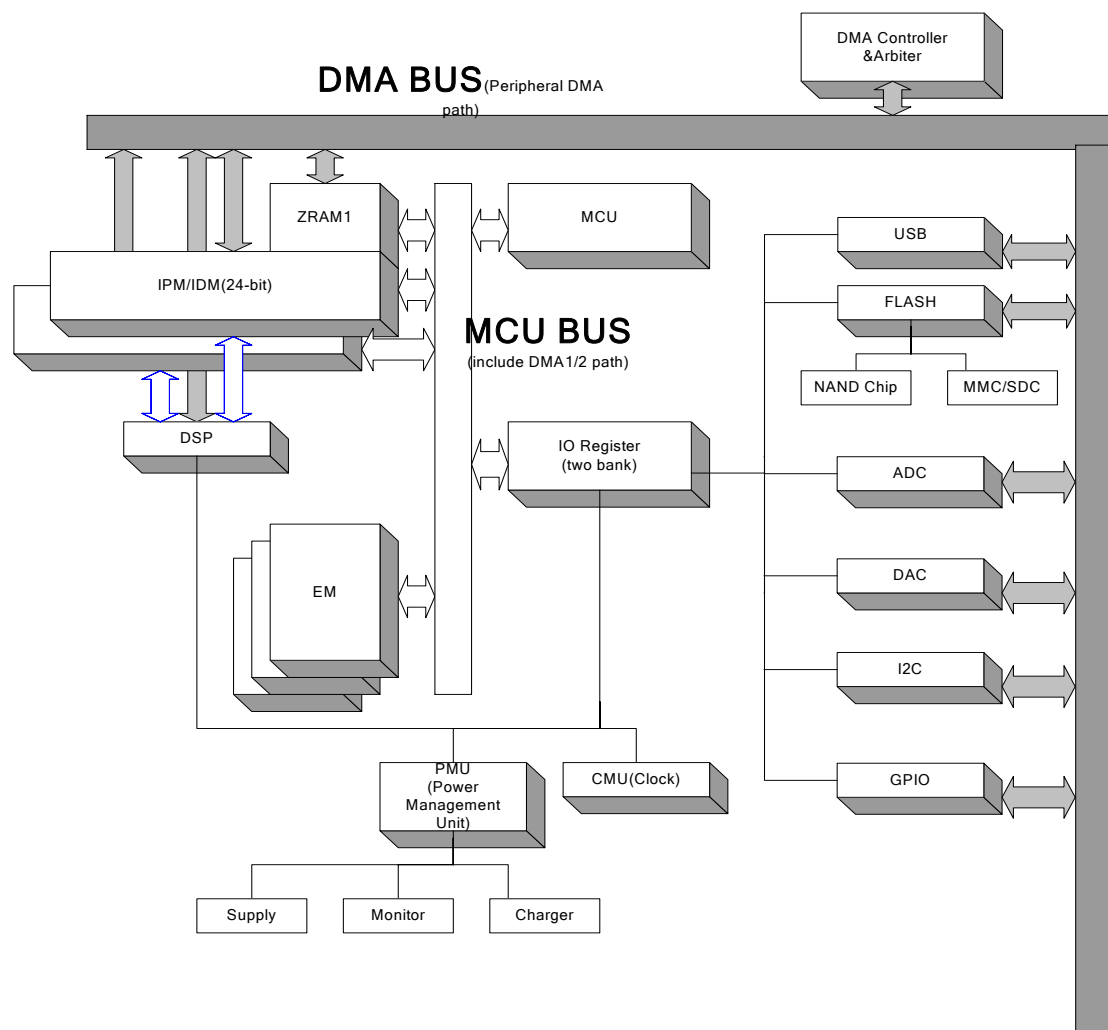 DMA Controller
&Arbiter
DMA BUS(Peripheral DMA
path)
ZRAM1
MCU
USB
IPM/IDM(24-bit)
FLASH
MCU BUS
(include DMA1/2 path)
NAND Chip
MMC/SDC
DSP
IO Register
(two bank)
ADC
EM
DAC
I2C
PMU
(Power
Management
Unit)
CMU(Clock)
GPIO
Supply
Monitor
Charger